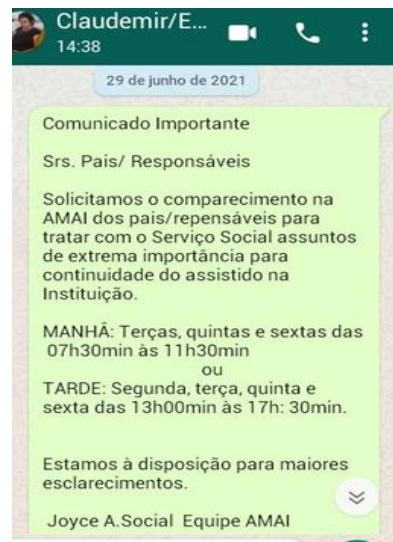 Claudemir/E...
14:38
29 de junho de 2021
Comunicado Importante
Srs. Pais/ Responsáveis
Solicitamos o comparecimento na
AMAI dos pais/repensáveis para
tratar com o Serviço Social assuntos
de extrema importância para
continuidade do assistido na
Instituição.
MANHÂ: Terças, quintas e sextas das
07h30min às 11h30min
ou
TARDE: Segunda, terça, quinta e
sexta das 13h00min às 17h: 30min.
Estamos à disposição para maiores
esclarecimentos.
Joyce A.Social Equipe AMAI